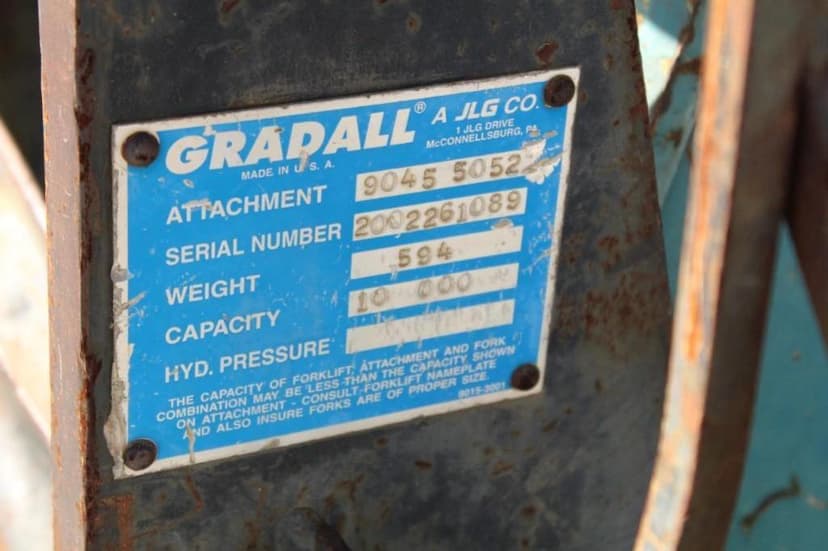 GRADALL® A JLG CO.
1 JLG DRIVE
McCONNELLSBURG, PA
MADE IN U. S. A.
ATTACHMENT 9045 5052
SERIAL NUMBER 2002261089
WEIGHT 594
CAPACITY 10 000
HYD. PRESSURE
THE CAPACITY OF FORKLIFT, ATTACHMENT AND FORK
COMBINATION MAY BE LESS THAN THE CAPACITY SHOWN
ON ATTACHMENT - CONSULT FORKLIFT NAMEPLATE
AND ALSO INSURE FORKS ARE OF PROPER SIZE.
8015-3001